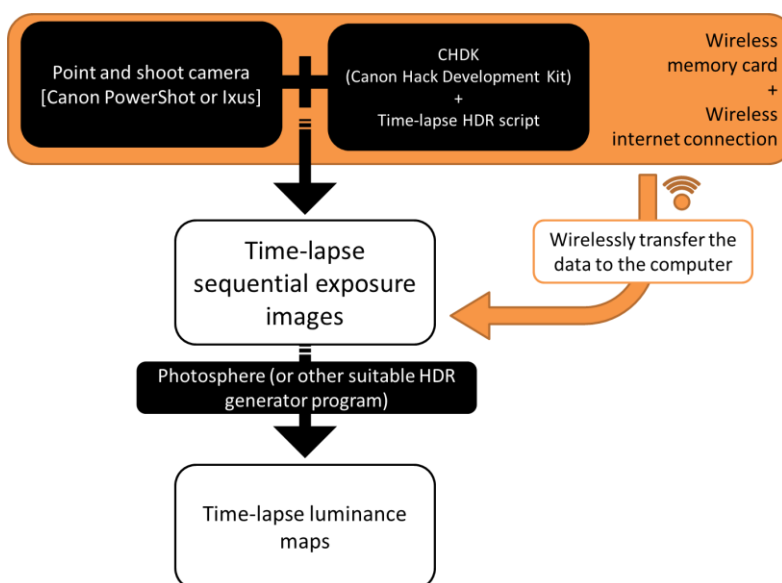 Point and shoot camera
[Canon PowerShot or Ixus]
CHDK
(Canon Hack Development Kit)
+
Time-lapse HDR script
Wireless
memory card
+
Wireless
internet connection
Wirelessly transfer the
data to the computer
Time-lapse
sequential exposure
images
Photosphere (or other suitable HDR
generator program)
Time-lapse luminance
maps